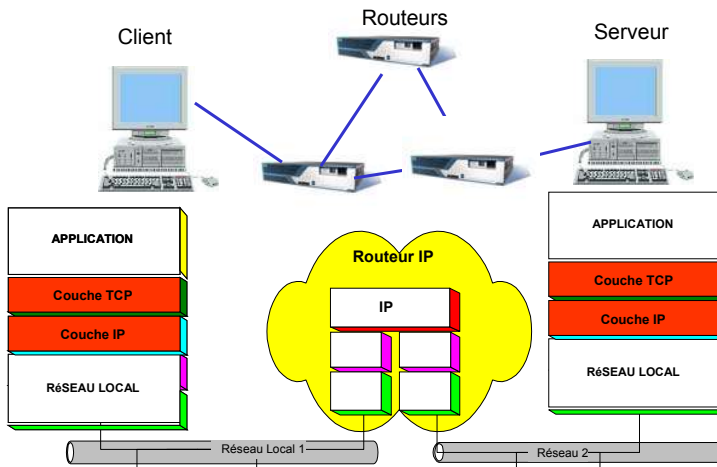 Client
Routeurs
Serveur
APPLICATION
Couche TCP
Couche IP
RéSEAU LOCAL
Routeur IP
IP
APPLICATION
Couche TCP
Couche IP
RéSEAU LOCAL
Réseau Local 1
Réseau 2